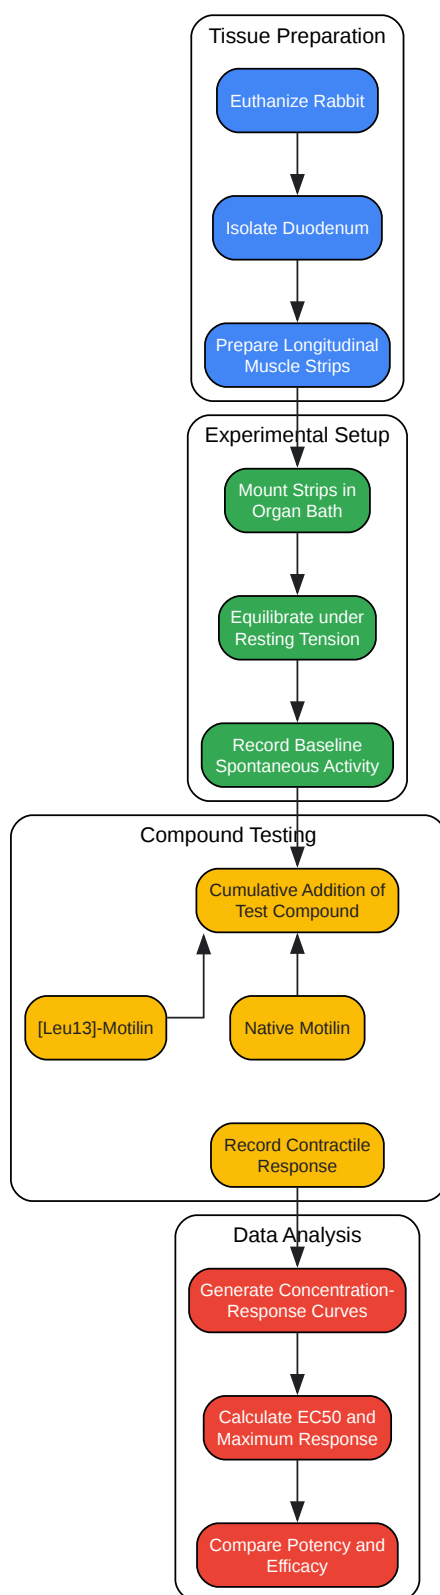 Tissue Preparation
Euthanize Rabbit
Isolate Duodenum
Prepare Longitudinal
Muscle Strips
Experimental Setup
Mount Strips in
Organ Bath
Equilibrate under
Resting Tension
Record Baseline
Spontaneous Activity
Compound Testing
Cumulative Addition of
Test Compound
[Leu13]-Motilin
Native Motilin
Record Contractile
Response
Data Analysis
Generate Concentration-
Response Curves
Calculate EC50 and
Maximum Response
Compare Potency and
Efficacy